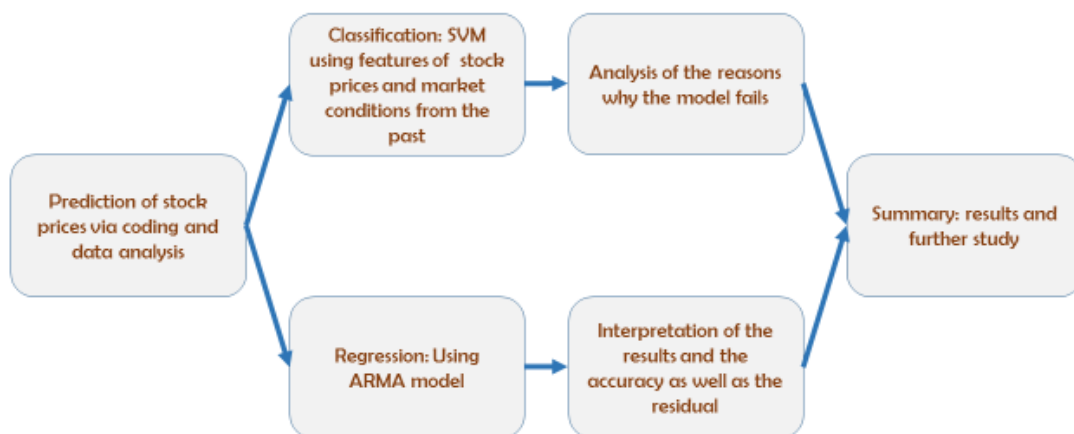 Prediction of stock
prices via coding and
data analysis
Classification: SVM
using features of stock
prices and market
conditions from the
past
Analysis of the reasons
why the model fails
Regression: Using
ARMA model
Interpretation of the
results and the
accuracy as well as the
residual
Summary: results and
further study